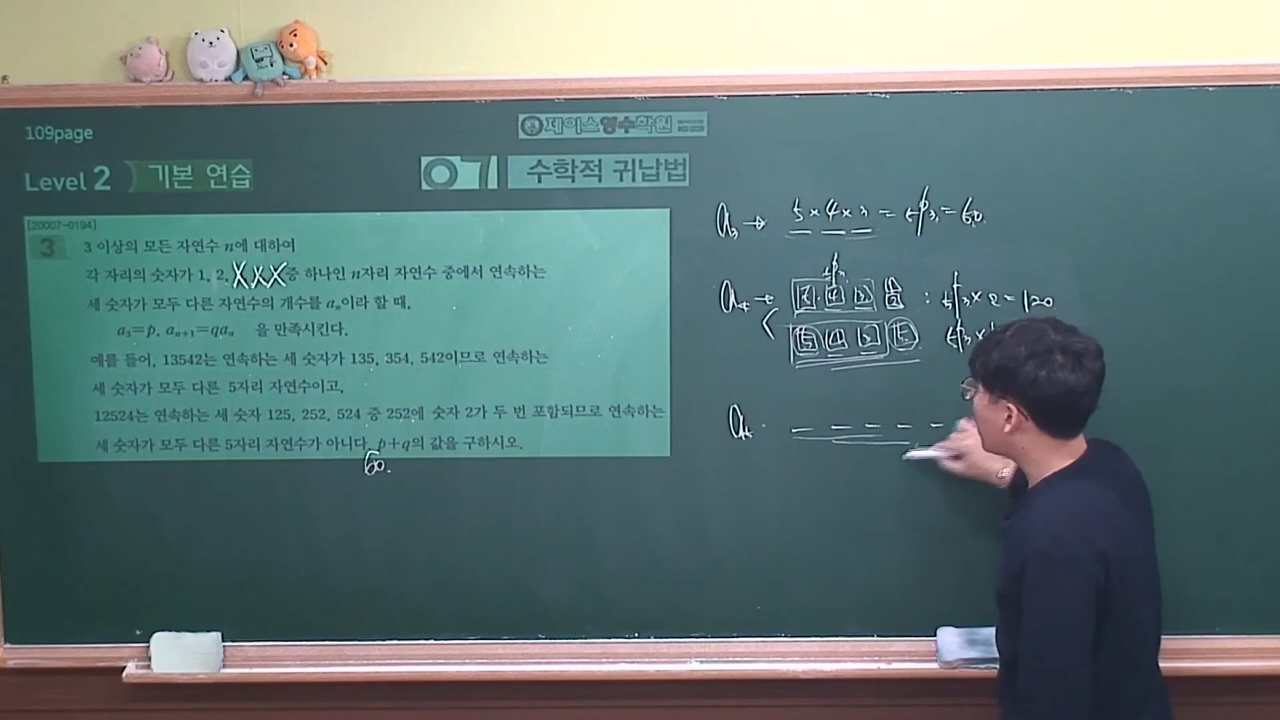 109page
제이스영수학원
Level 2 기본 연습
07 수학적 귀납법
[20007-0194]
3
3 이상의 모든 자연수 n에 대하여
각 자리의 숫자가 1, 2, XXX중 하나인 n자리 자연수 중에서 연속하는
세 숫자가 모두 다른 자연수의 개수를 aₙ이라 할 때,
a₃=p, aₙ₊₁=qaₙ 을 만족시킨다.
예를 들어, 13542는 연속하는 세 숫자가 135, 354, 542이므로 연속하는
세 숫자가 모두 다른 5자리 자연수이고,
12524는 연속하는 세 숫자 125, 252, 524 중 252에 숫자 2가 두 번 포함되므로 연속하는
세 숫자가 모두 다른 5자리 자연수가 아니다. p+q의 값을 구하시오.
60.
a₃ → 5×4×3 = ₅P₃ = 60.
a₄ → : ₅P₃ × 2 = 120
₅P₃ ×